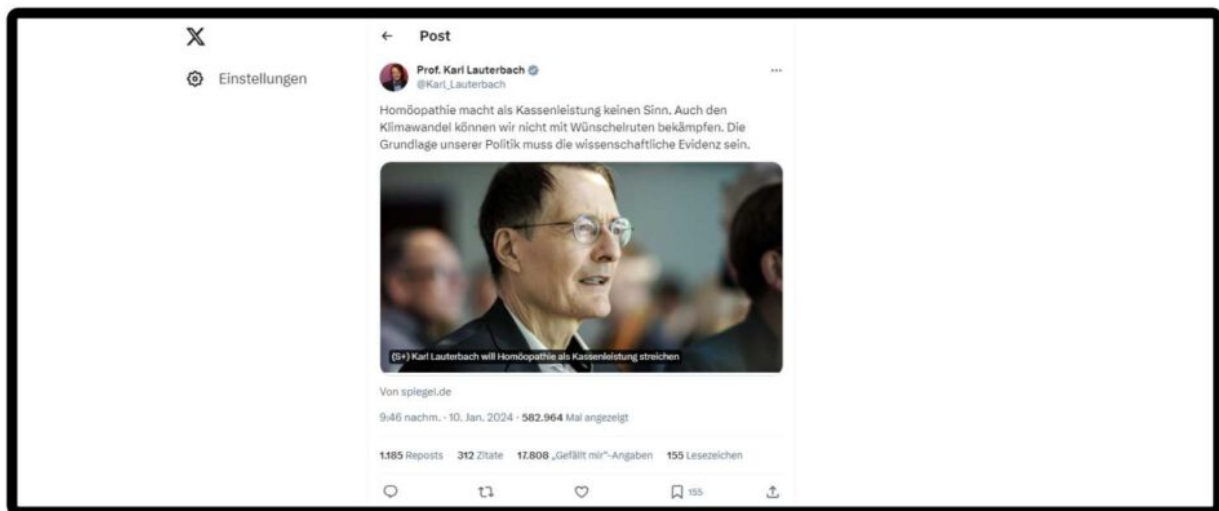 X
Einstellungen
← Post
Prof. Karl Lauterbach
@Karl_Lauterbach
Homöopathie macht als Kassenleistung keinen Sinn. Auch den
Klimawandel können wir nicht mit Wünschelruten bekämpfen. Die
Grundlage unserer Politik muss die wissenschaftliche Evidenz sein.
(S+) Karl Lauterbach will Homöopathie als Kassenleistung streichen
Von spiegel.de
9:46 nachm. · 10. Jan. 2024 · 582.964 Mal angezeigt
1.185 Reposts 312 Zitate 17.808 „Gefällt mir“-Angaben 155 Lesezeichen
155